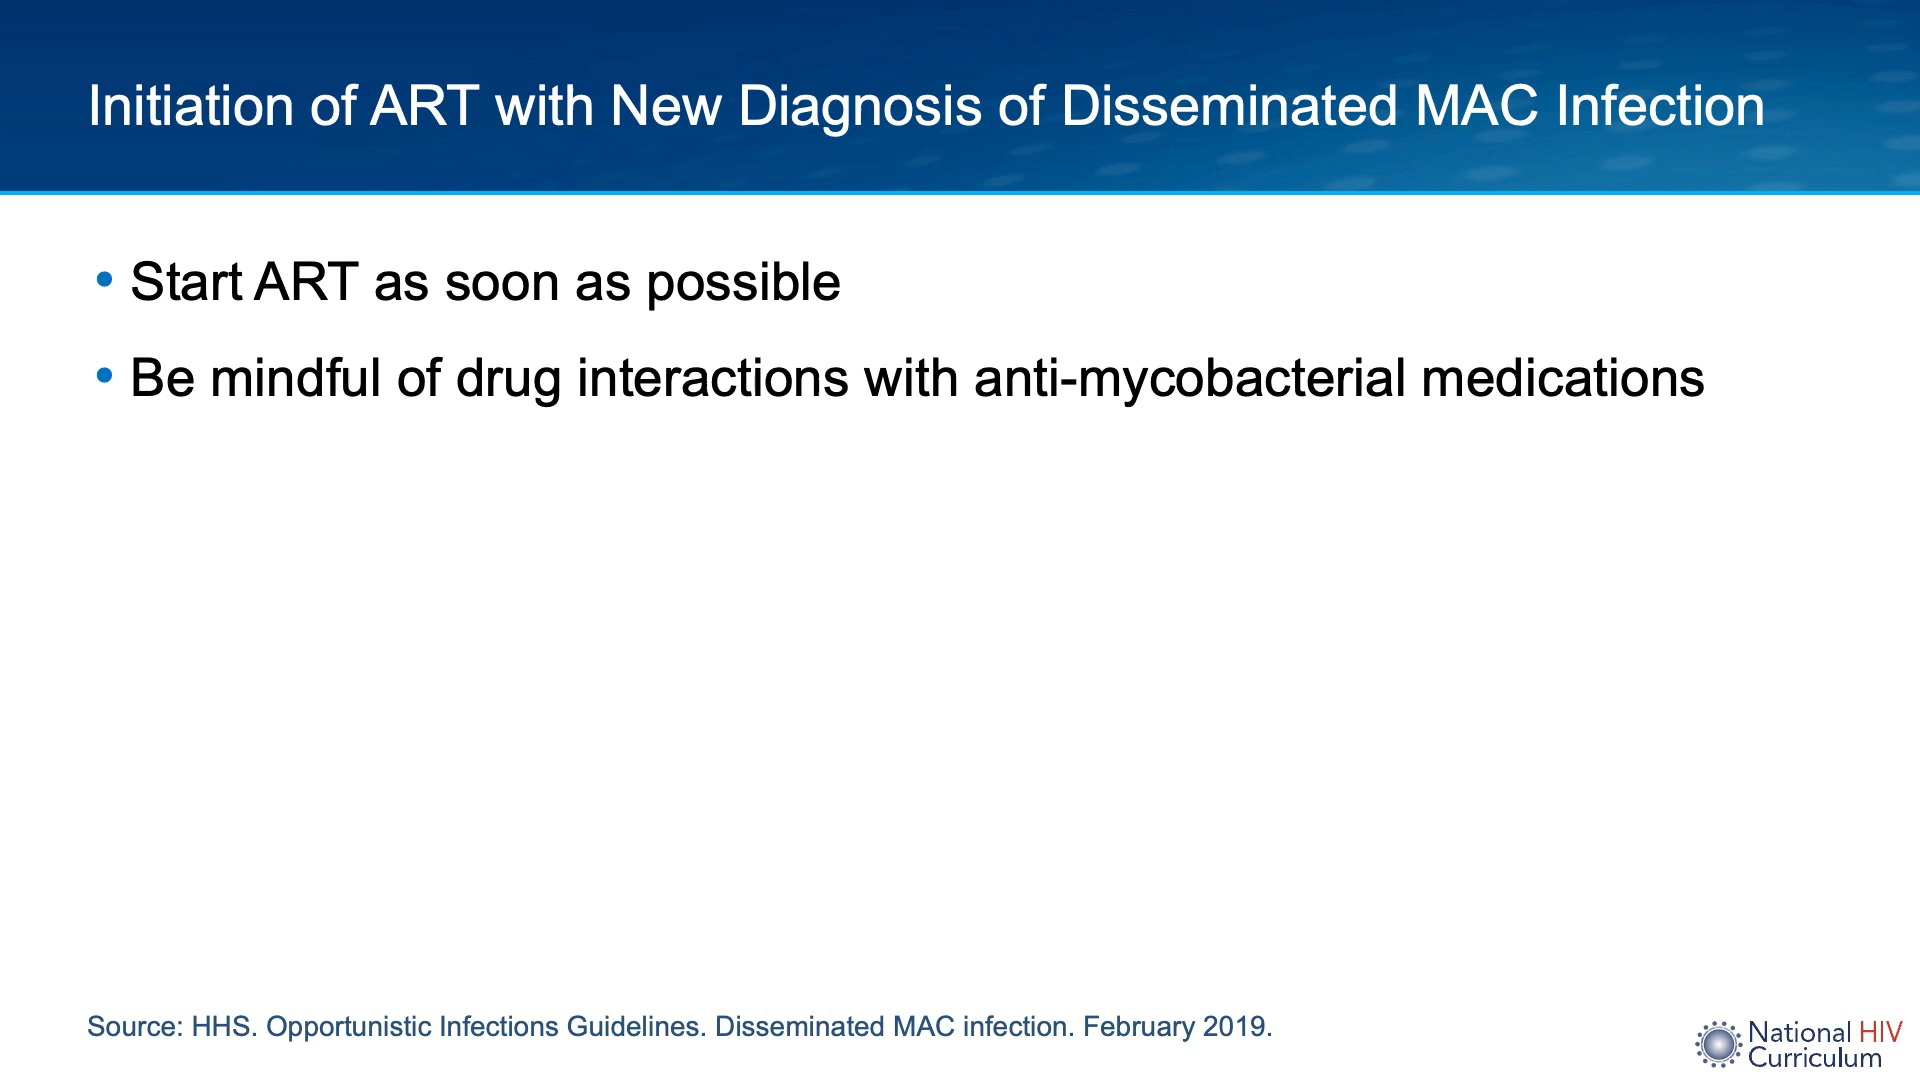 Initiation of ART with New Diagnosis of Disseminated MAC Infection
• Start ART as soon as possible
• Be mindful of drug interactions with anti-mycobacterial medications
Source: HHS. Opportunistic Infections Guidelines. Disseminated MAC infection. February 2019.
National HIV
Curriculum